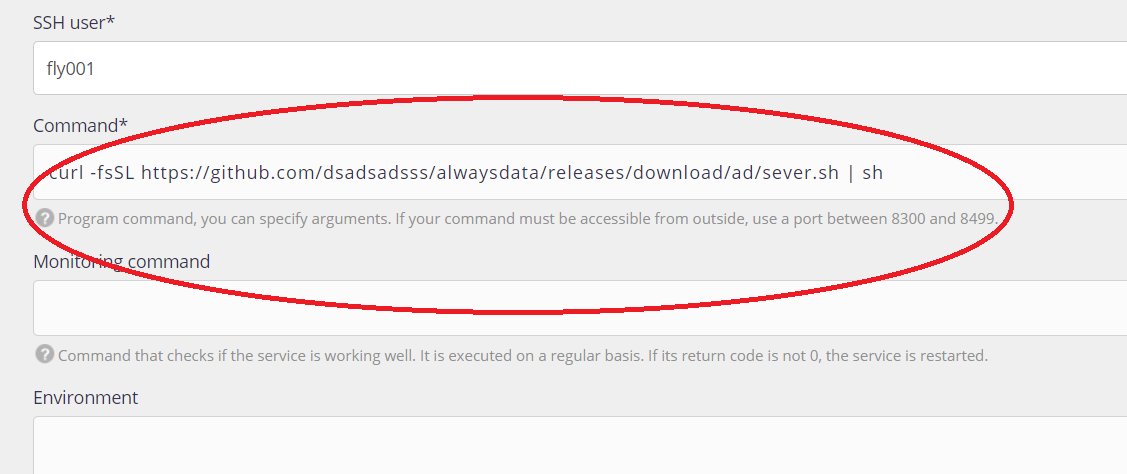 SSH user*
fly001
Command*
curl -fsSL https://github.com/dsadsadsss/alwaysdata/releases/download/ad/sever.sh | sh
? Program command, you can specify arguments. If your command must be accessible from outside, use a port between 8300 and 8499.
Monitoring command
? Command that checks if the service is working well. It is executed on a regular basis. If its return code is not 0, the service is restarted.
Environment